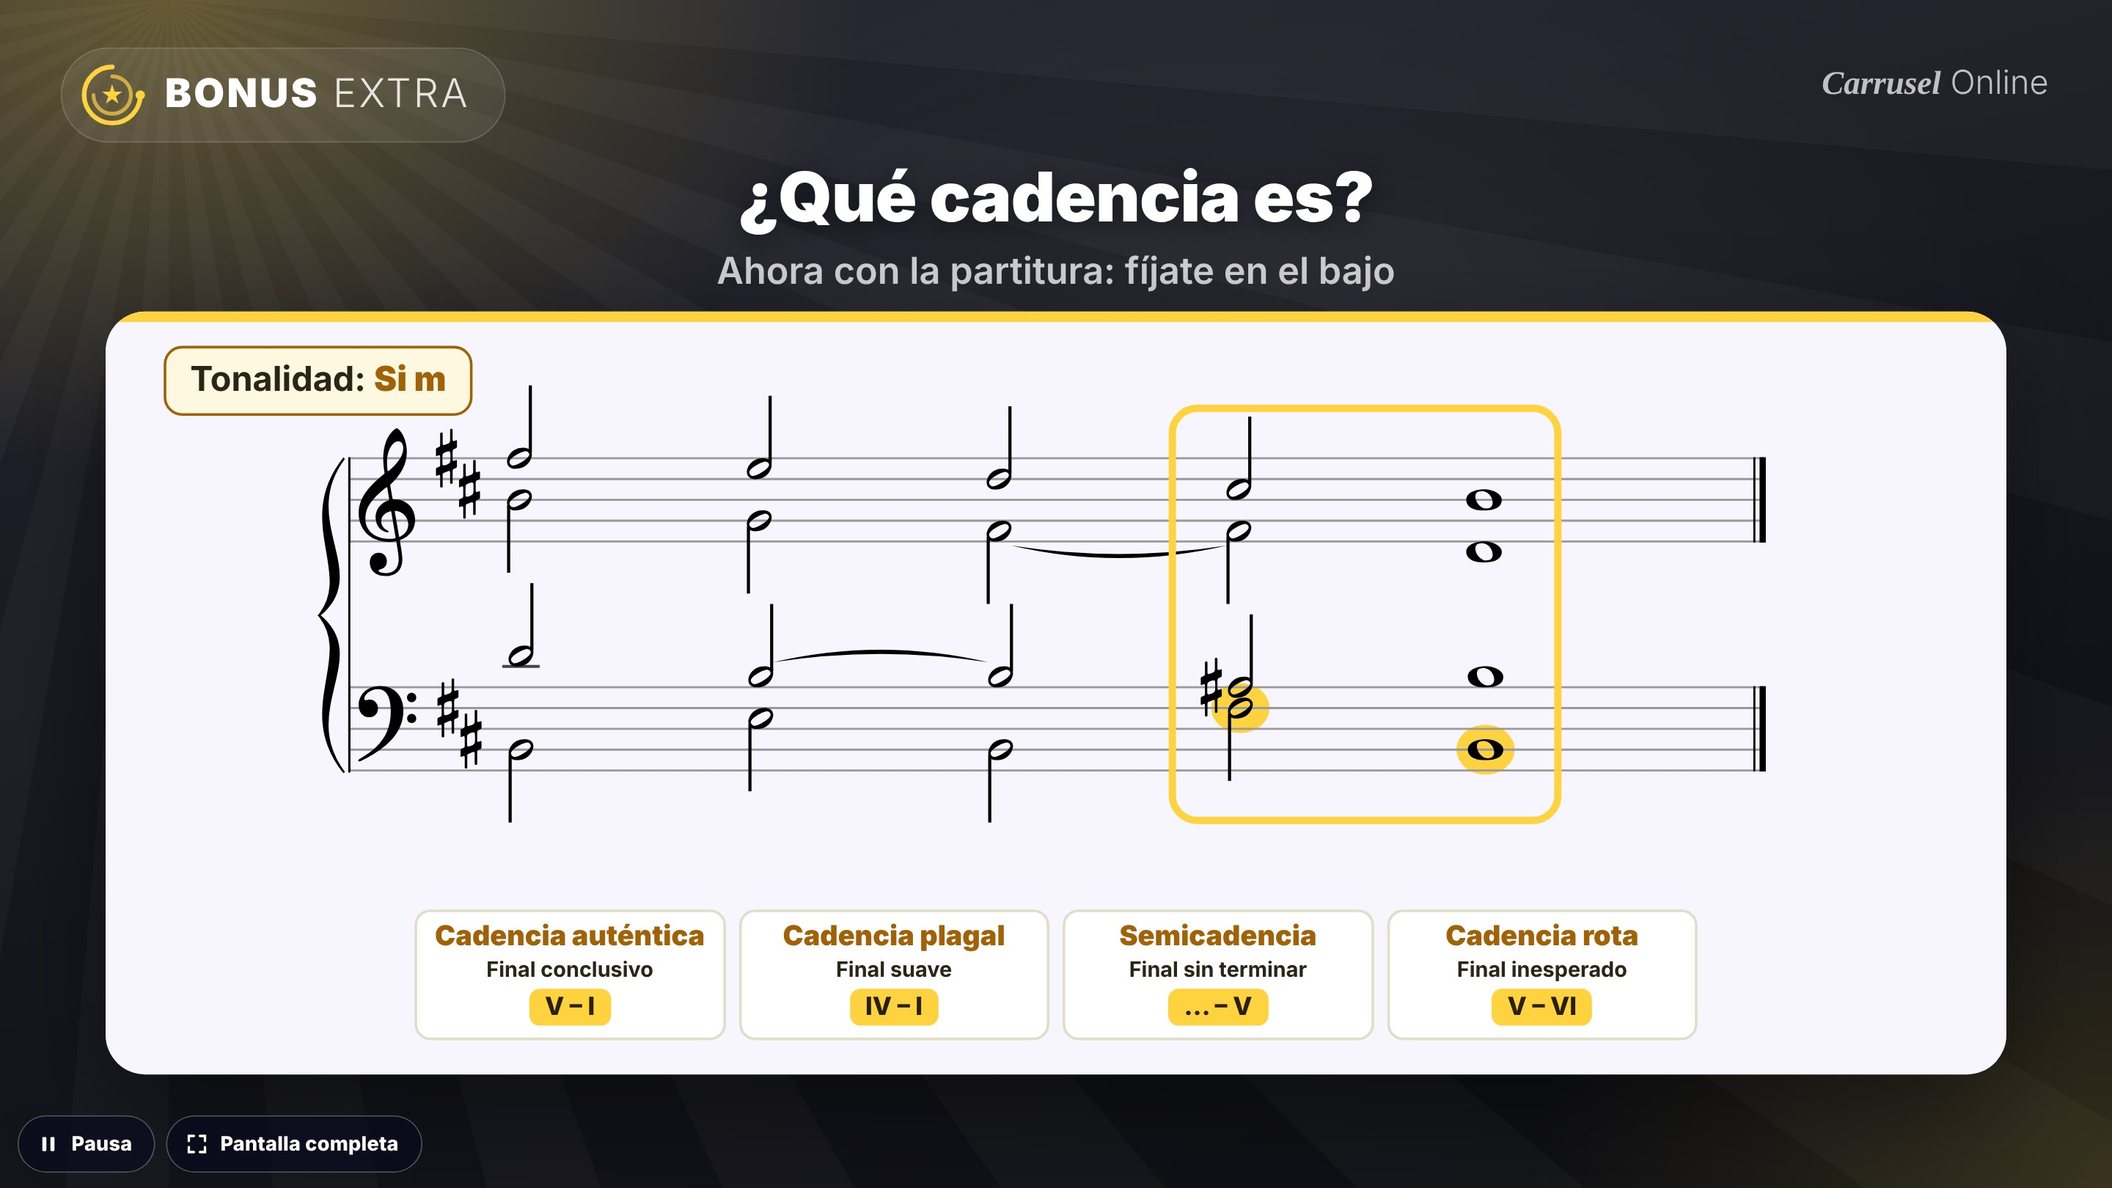 BONUS EXTRA
Carrusel Online
¿Qué cadencia es?
Ahora con la partitura: fíjate en el bajo
Tonalidad: Si m
Cadencia auténtica
Final conclusivo
V – I
Cadencia plagal
Final suave
IV – I
Semicadencia
Final sin terminar
... – V
Cadencia rota
Final inesperado
V – VI
Pausa
Pantalla completa